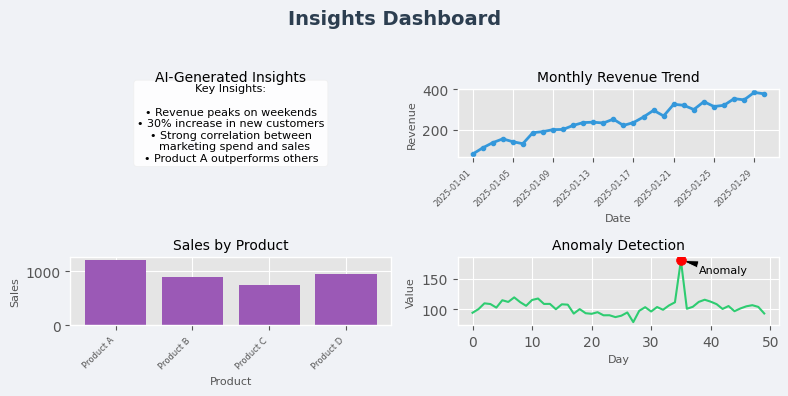 Insights Dashboard
AI-Generated Insights
Key Insights:
• Revenue peaks on weekends
• 30% increase in new customers
• Strong correlation between
marketing spend and sales
• Product A outperforms others
Monthly Revenue Trend
Revenue
400
200
2025-01-01
2025-01-05
2025-01-09
2025-01-13
2025-01-17
2025-01-21
2025-01-25
2025-01-29
Date
Sales by Product
Sales
1000
0
Product A
Product B
Product C
Product D
Product
Anomaly Detection
Value
150
100
Anomaly
0
10
20
30
40
50
Day